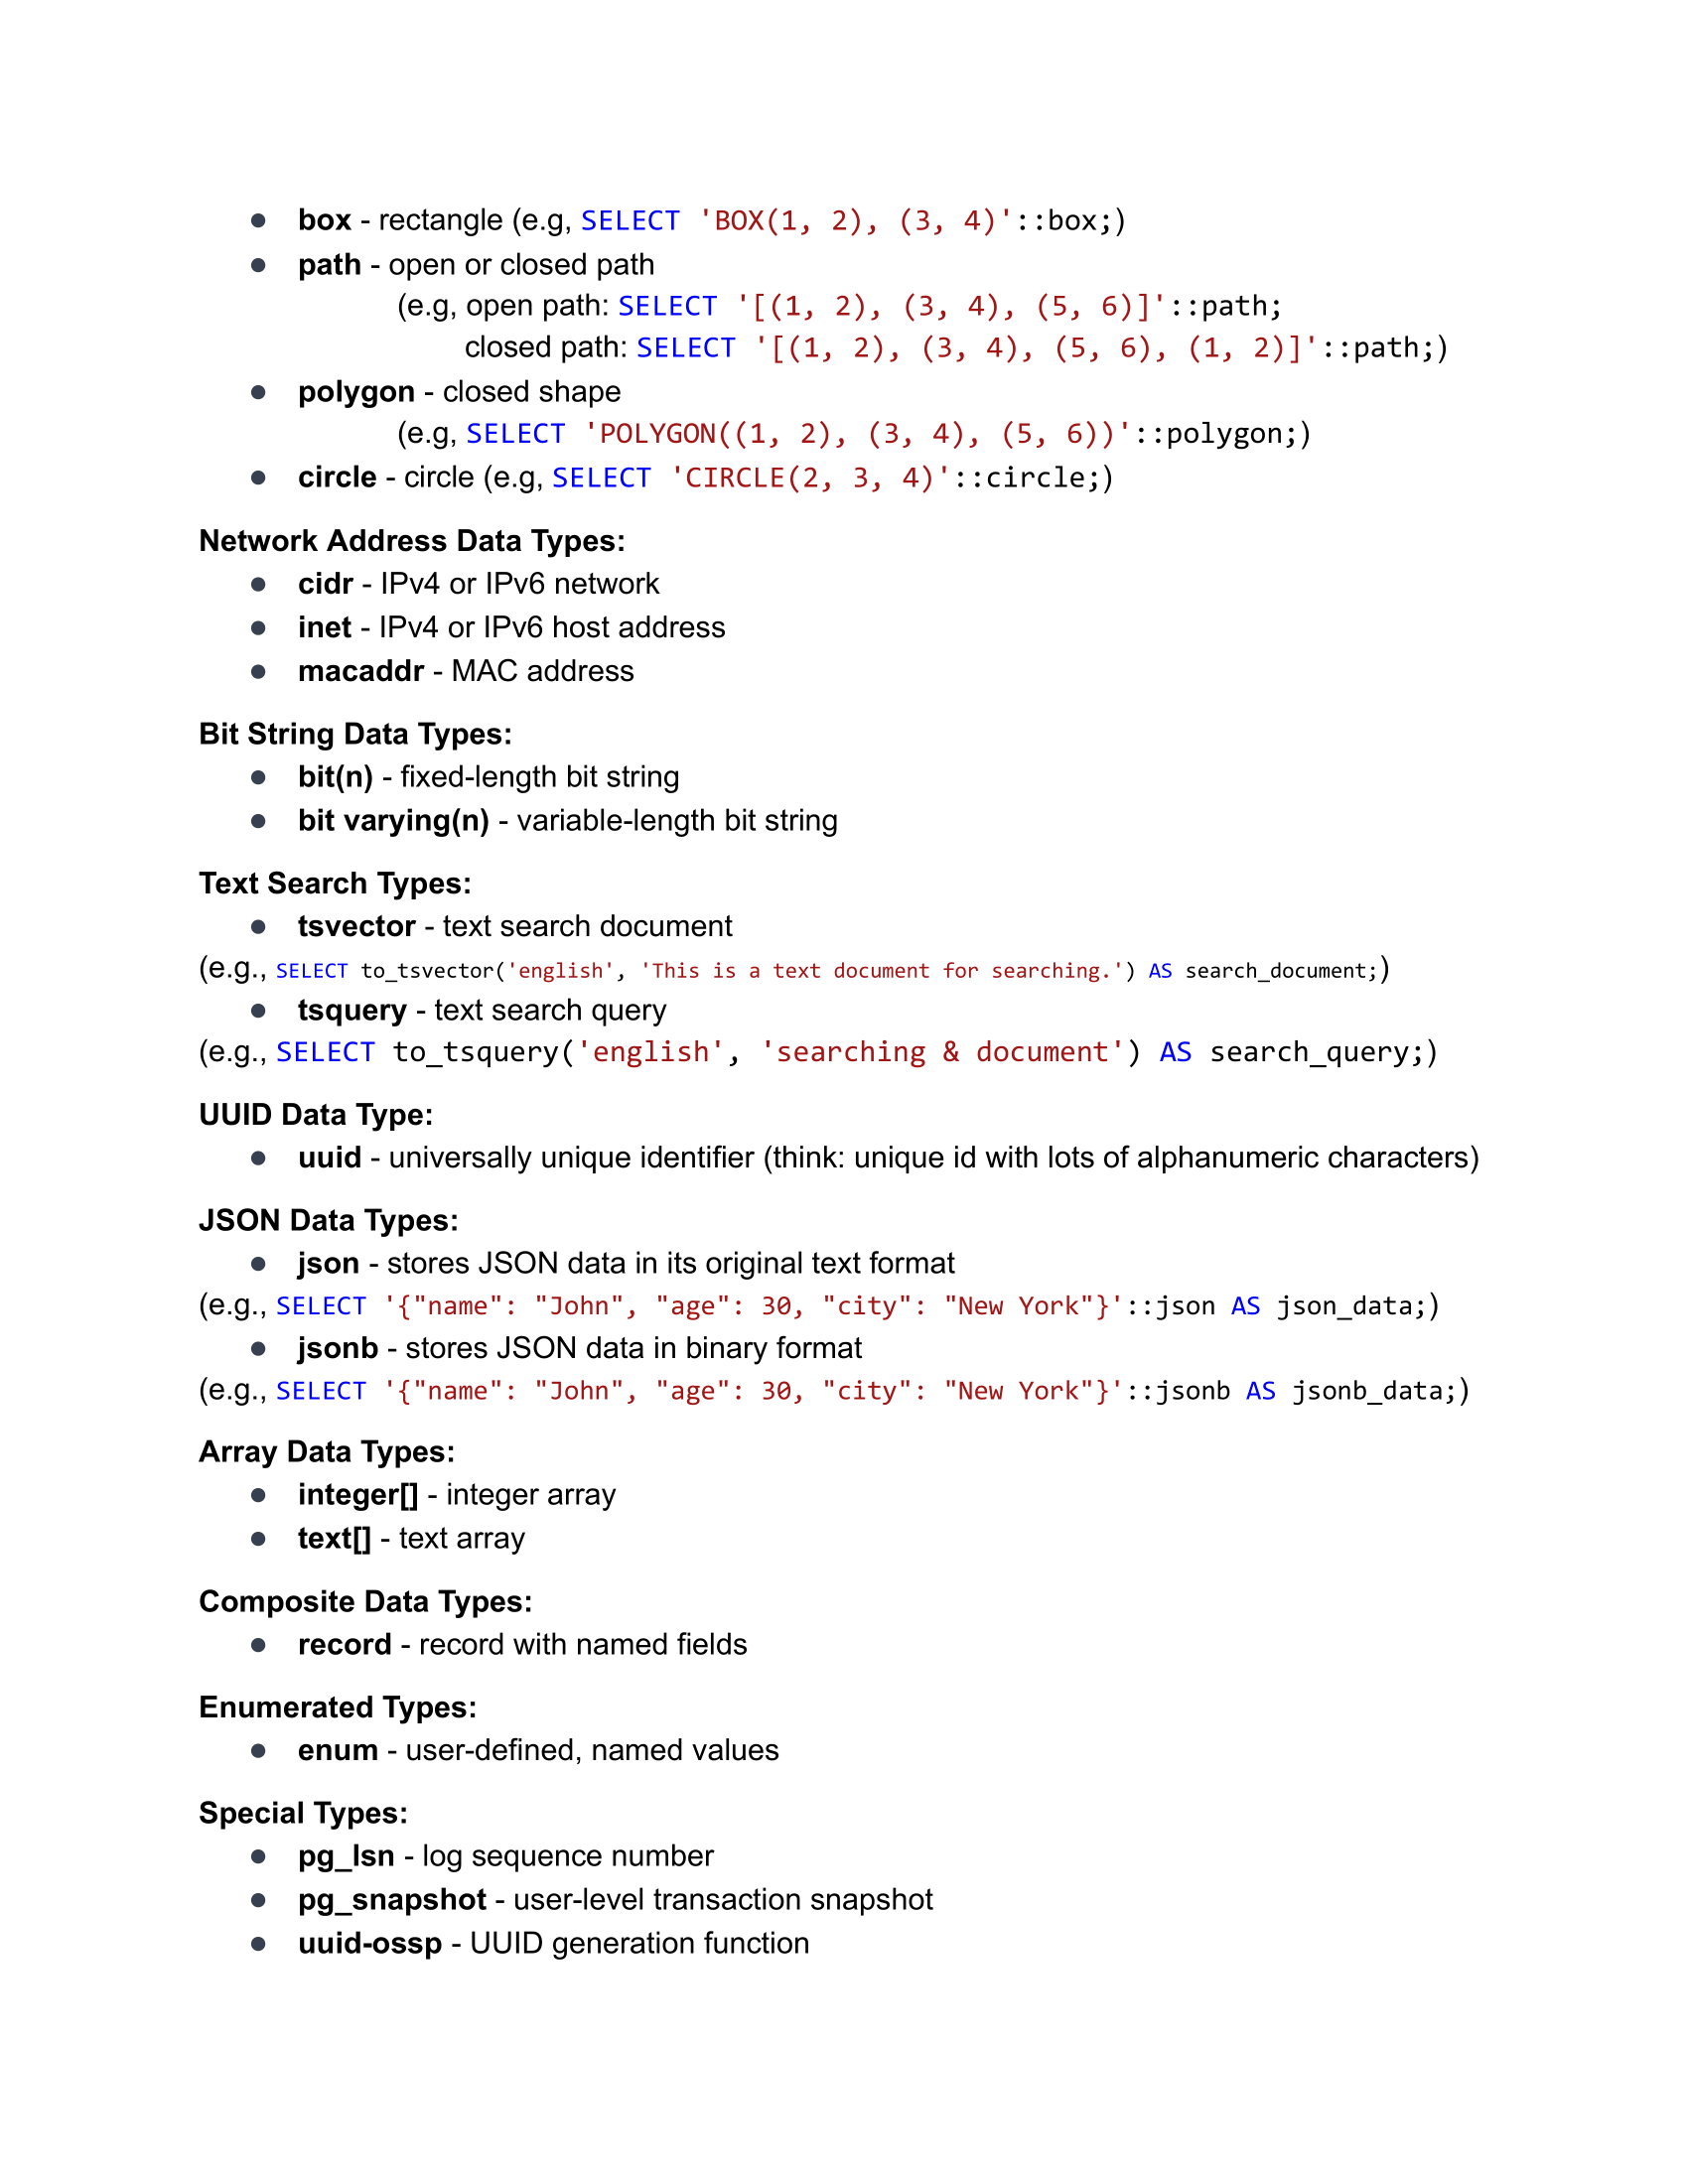 ● box - rectangle (e.g, SELECT 'BOX(1, 2), (3, 4)'::box;)
● path - open or closed path
(e.g, open path: SELECT '[(1, 2), (3, 4), (5, 6)]'::path;
closed path: SELECT '[(1, 2), (3, 4), (5, 6), (1, 2)]'::path;)
● polygon - closed shape
(e.g, SELECT 'POLYGON((1, 2), (3, 4), (5, 6))'::polygon;)
● circle - circle (e.g, SELECT 'CIRCLE(2, 3, 4)'::circle;)
Network Address Data Types:
● cidr - IPv4 or IPv6 network
● inet - IPv4 or IPv6 host address
● macaddr - MAC address
Bit String Data Types:
● bit(n) - fixed-length bit string
● bit varying(n) - variable-length bit string
Text Search Types:
● tsvector - text search document
(e.g., SELECT to_tsvector('english', 'This is a text document for searching.') AS search_document;)
● tsquery - text search query
(e.g., SELECT to_tsquery('english', 'searching & document') AS search_query;)
UUID Data Type:
● uuid - universally unique identifier (think: unique id with lots of alphanumeric characters)
JSON Data Types:
● json - stores JSON data in its original text format
(e.g., SELECT '{"name": "John", "age": 30, "city": "New York"}'::json AS json_data;)
● jsonb - stores JSON data in binary format
(e.g., SELECT '{"name": "John", "age": 30, "city": "New York"}'::jsonb AS jsonb_data;)
Array Data Types:
● integer[] - integer array
● text[] - text array
Composite Data Types:
● record - record with named fields
Enumerated Types:
● enum - user-defined, named values
Special Types:
● pg_lsn - log sequence number
● pg_snapshot - user-level transaction snapshot
● uuid-ossp - UUID generation function